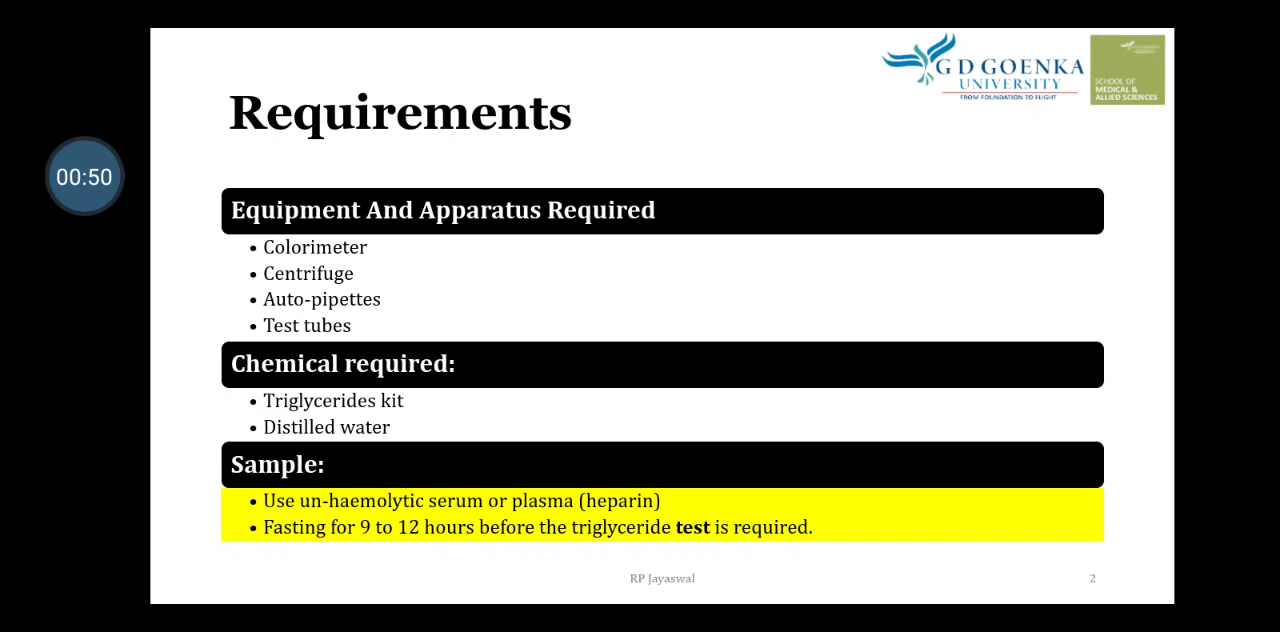 G D GOENKA
UNIVERSITY
FROM FOUNDATION TO FLIGHT
SCHOOL OF
MEDICAL &
ALLIED SCIENCES
Requirements
00:50
Equipment And Apparatus Required
• Colorimeter
• Centrifuge
• Auto-pipettes
• Test tubes
Chemical required:
• Triglycerides kit
• Distilled water
Sample:
• Use un-haemolytic serum or plasma (heparin)
• Fasting for 9 to 12 hours before the triglyceride test is required.
RP Jayaswal
2